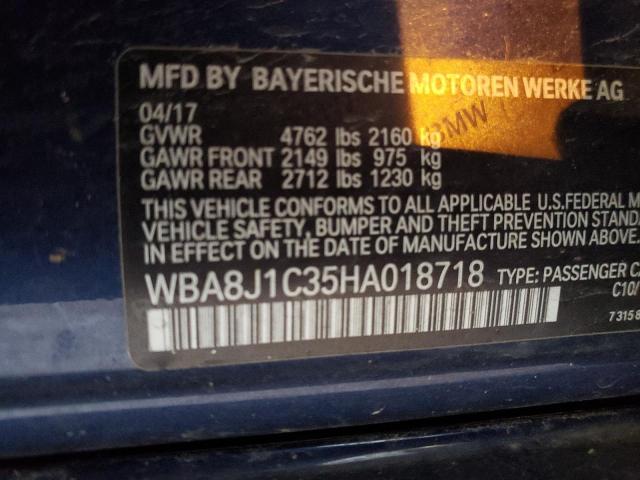 MFD BY BAYERISCHE MOTOREN WERKE AG
04/17
BMW
GVWR 4762 lbs 2160 kg
GAWR FRONT 2149 lbs 975 kg
GAWR REAR 2712 lbs 1230 kg
THIS VEHICLE CONFORMS TO ALL APPLICABLE U.S.FEDERAL M
VEHICLE SAFETY, BUMPER AND THEFT PREVENTION STANDA
IN EFFECT ON THE DATE OF MANUFACTURE SHOWN ABOVE.
WBA8J1C35HA018718 TYPE: PASSENGER C
C10/
7315 8